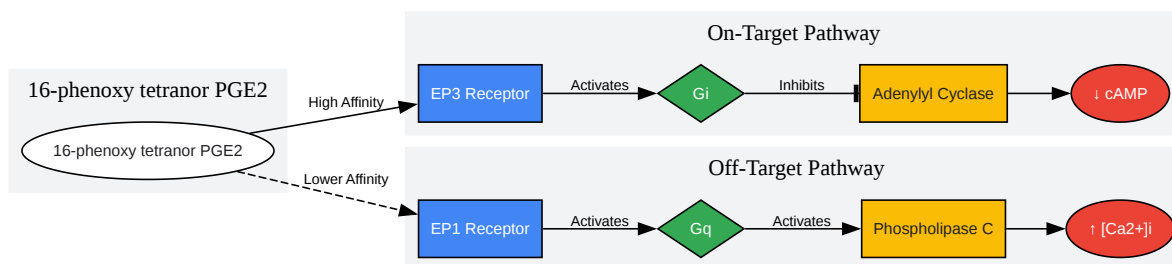 On-Target Pathway
16-phenoxy tetranor PGE2
High Affinity
EP3 Receptor
Activates
Gi
Inhibits
Adenylyl Cyclase
↓ cAMP
16-phenoxy tetranor PGE2
Off-Target Pathway
Lower Affinity
EP1 Receptor
Activates
Gq
Activates
Phospholipase C
↑ [Ca2+]i